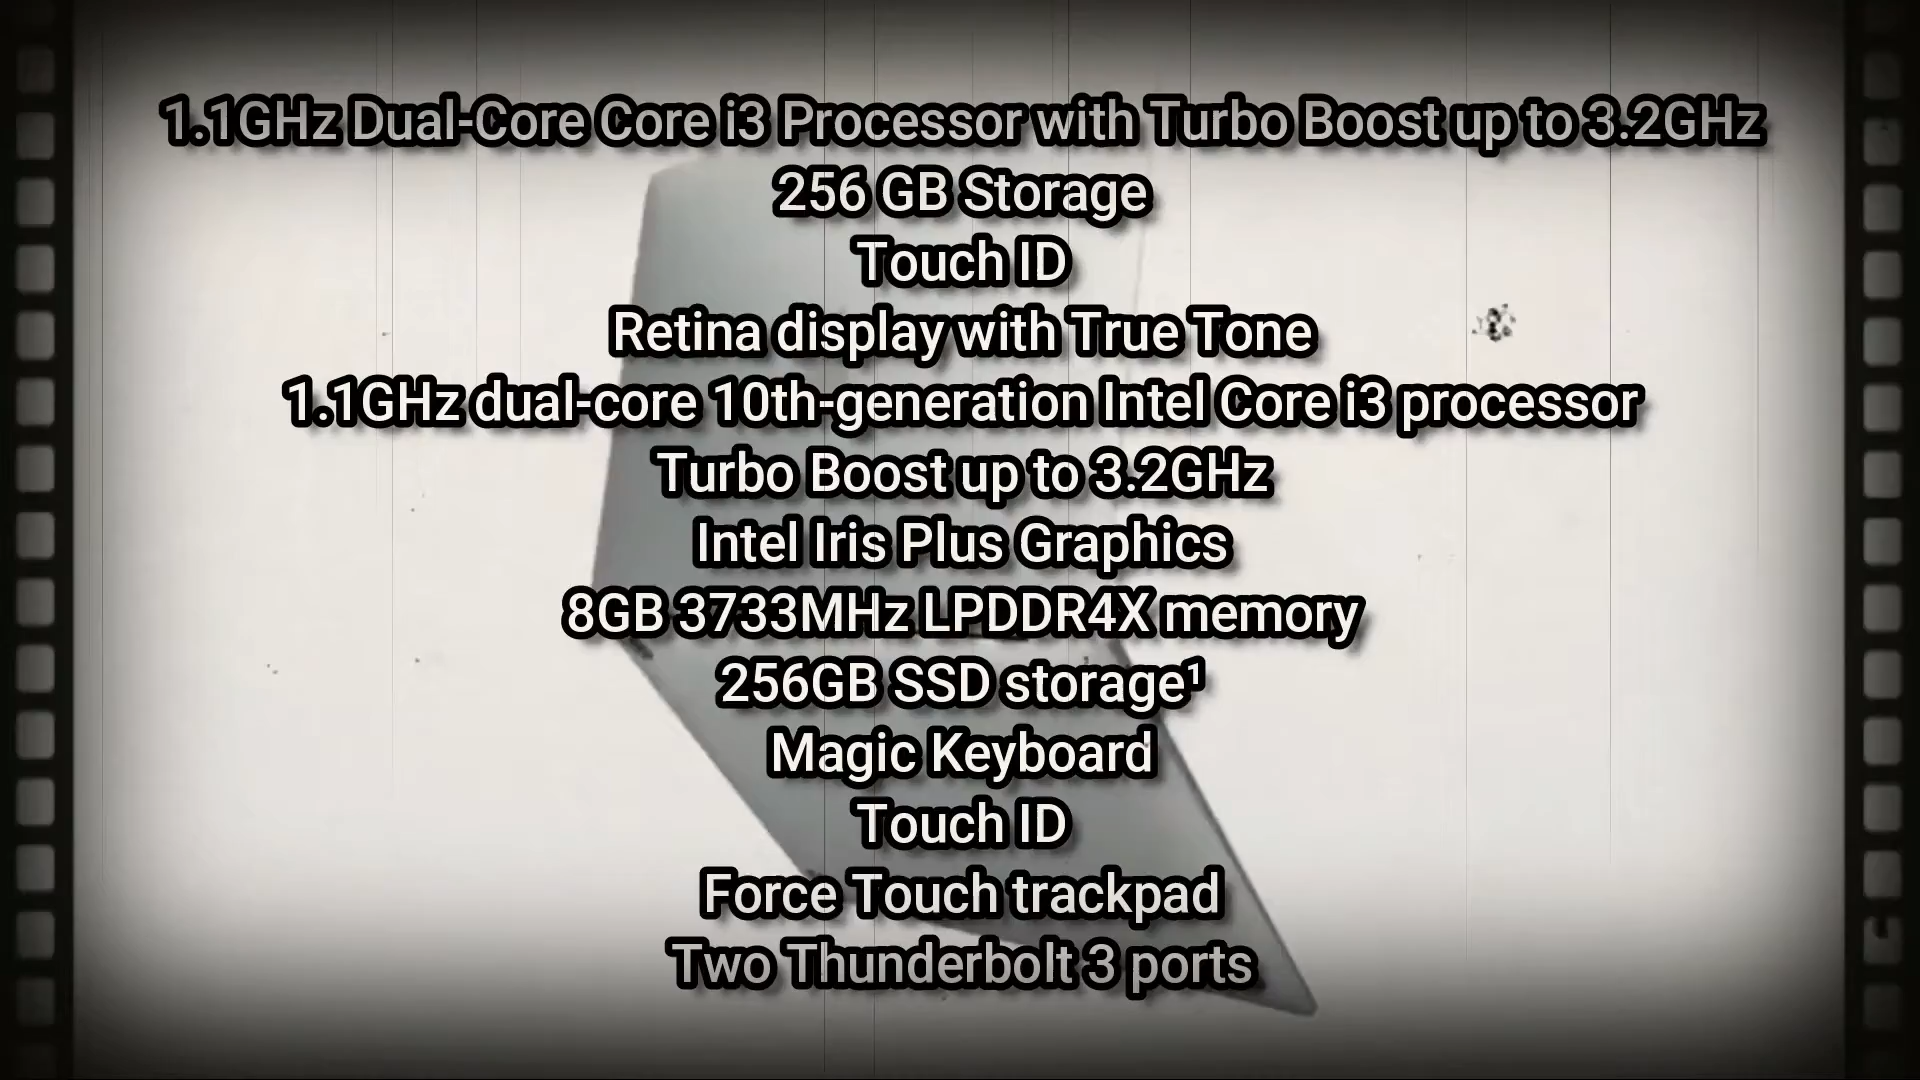 1.1GHz Dual-Core Core i3 Processor with Turbo Boost up to 3.2GHz
256 GB Storage
Touch ID
Retina display with True Tone
1.1GHz dual-core 10th-generation Intel Core i3 processor
Turbo Boost up to 3.2GHz
Intel Iris Plus Graphics
8GB 3733MHz LPDDR4X memory
256GB SSD storage¹
Magic Keyboard
Touch ID
Force Touch trackpad
Two Thunderbolt 3 ports